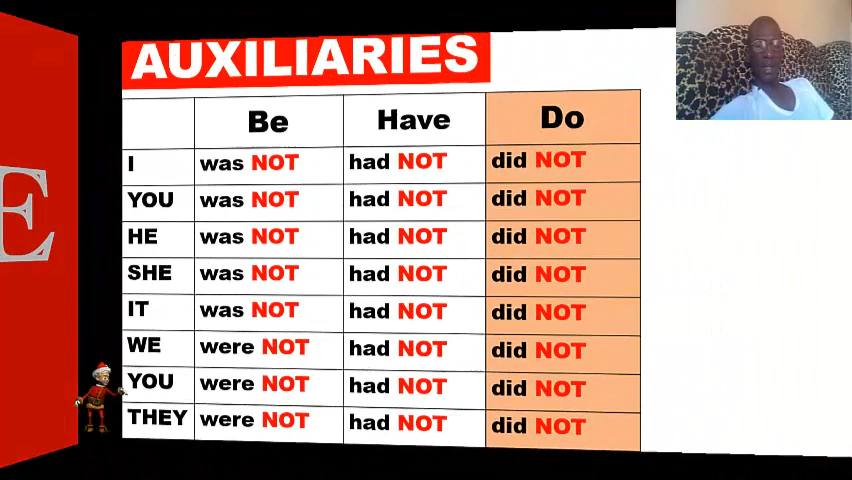 AUXILIARIES
Be Have Do
I was NOT had NOT did NOT
YOU was NOT had NOT did NOT
HE was NOT had NOT did NOT
SHE was NOT had NOT did NOT
IT was NOT had NOT did NOT
WE were NOT had NOT did NOT
YOU were NOT had NOT did NOT
THEY were NOT had NOT did NOT
E